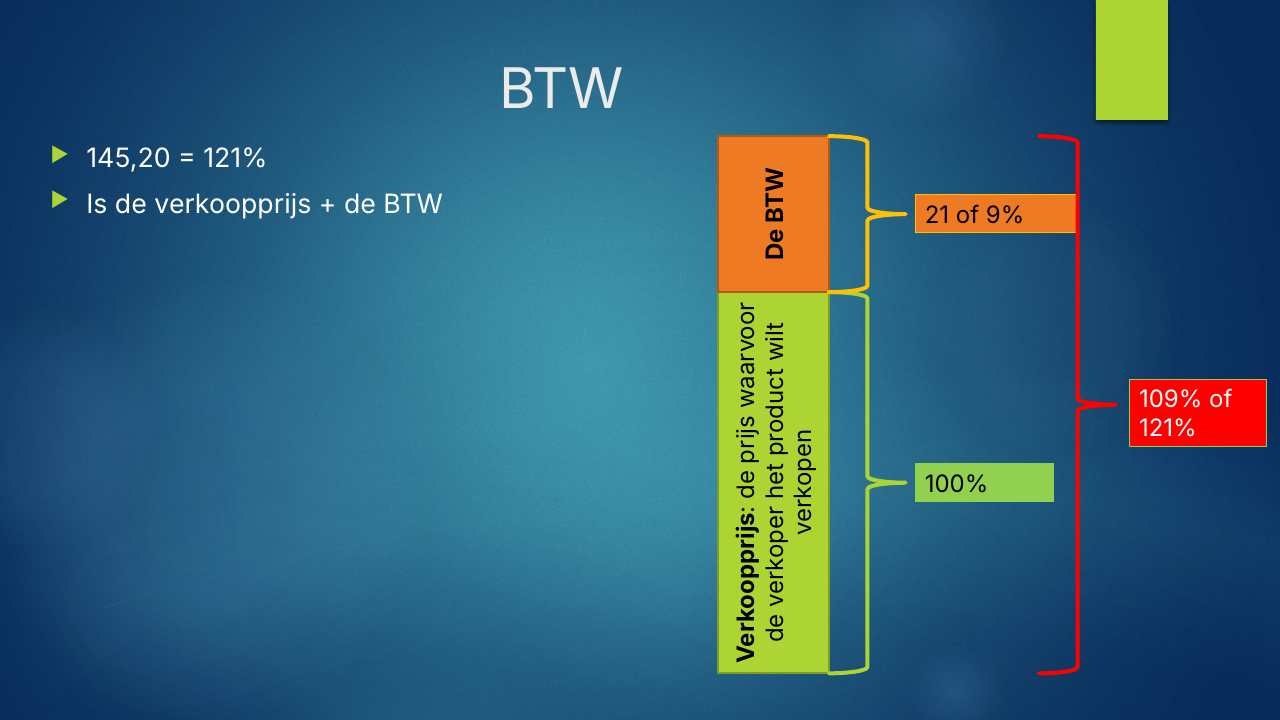 BTW
145,20 = 121%
Is de verkoopprijs + de BTW
De BTW
21 of 9%
Verkoopprijs: de prijs waarvoor
de verkoper het product wilt
verkopen
100%
109% of
121%